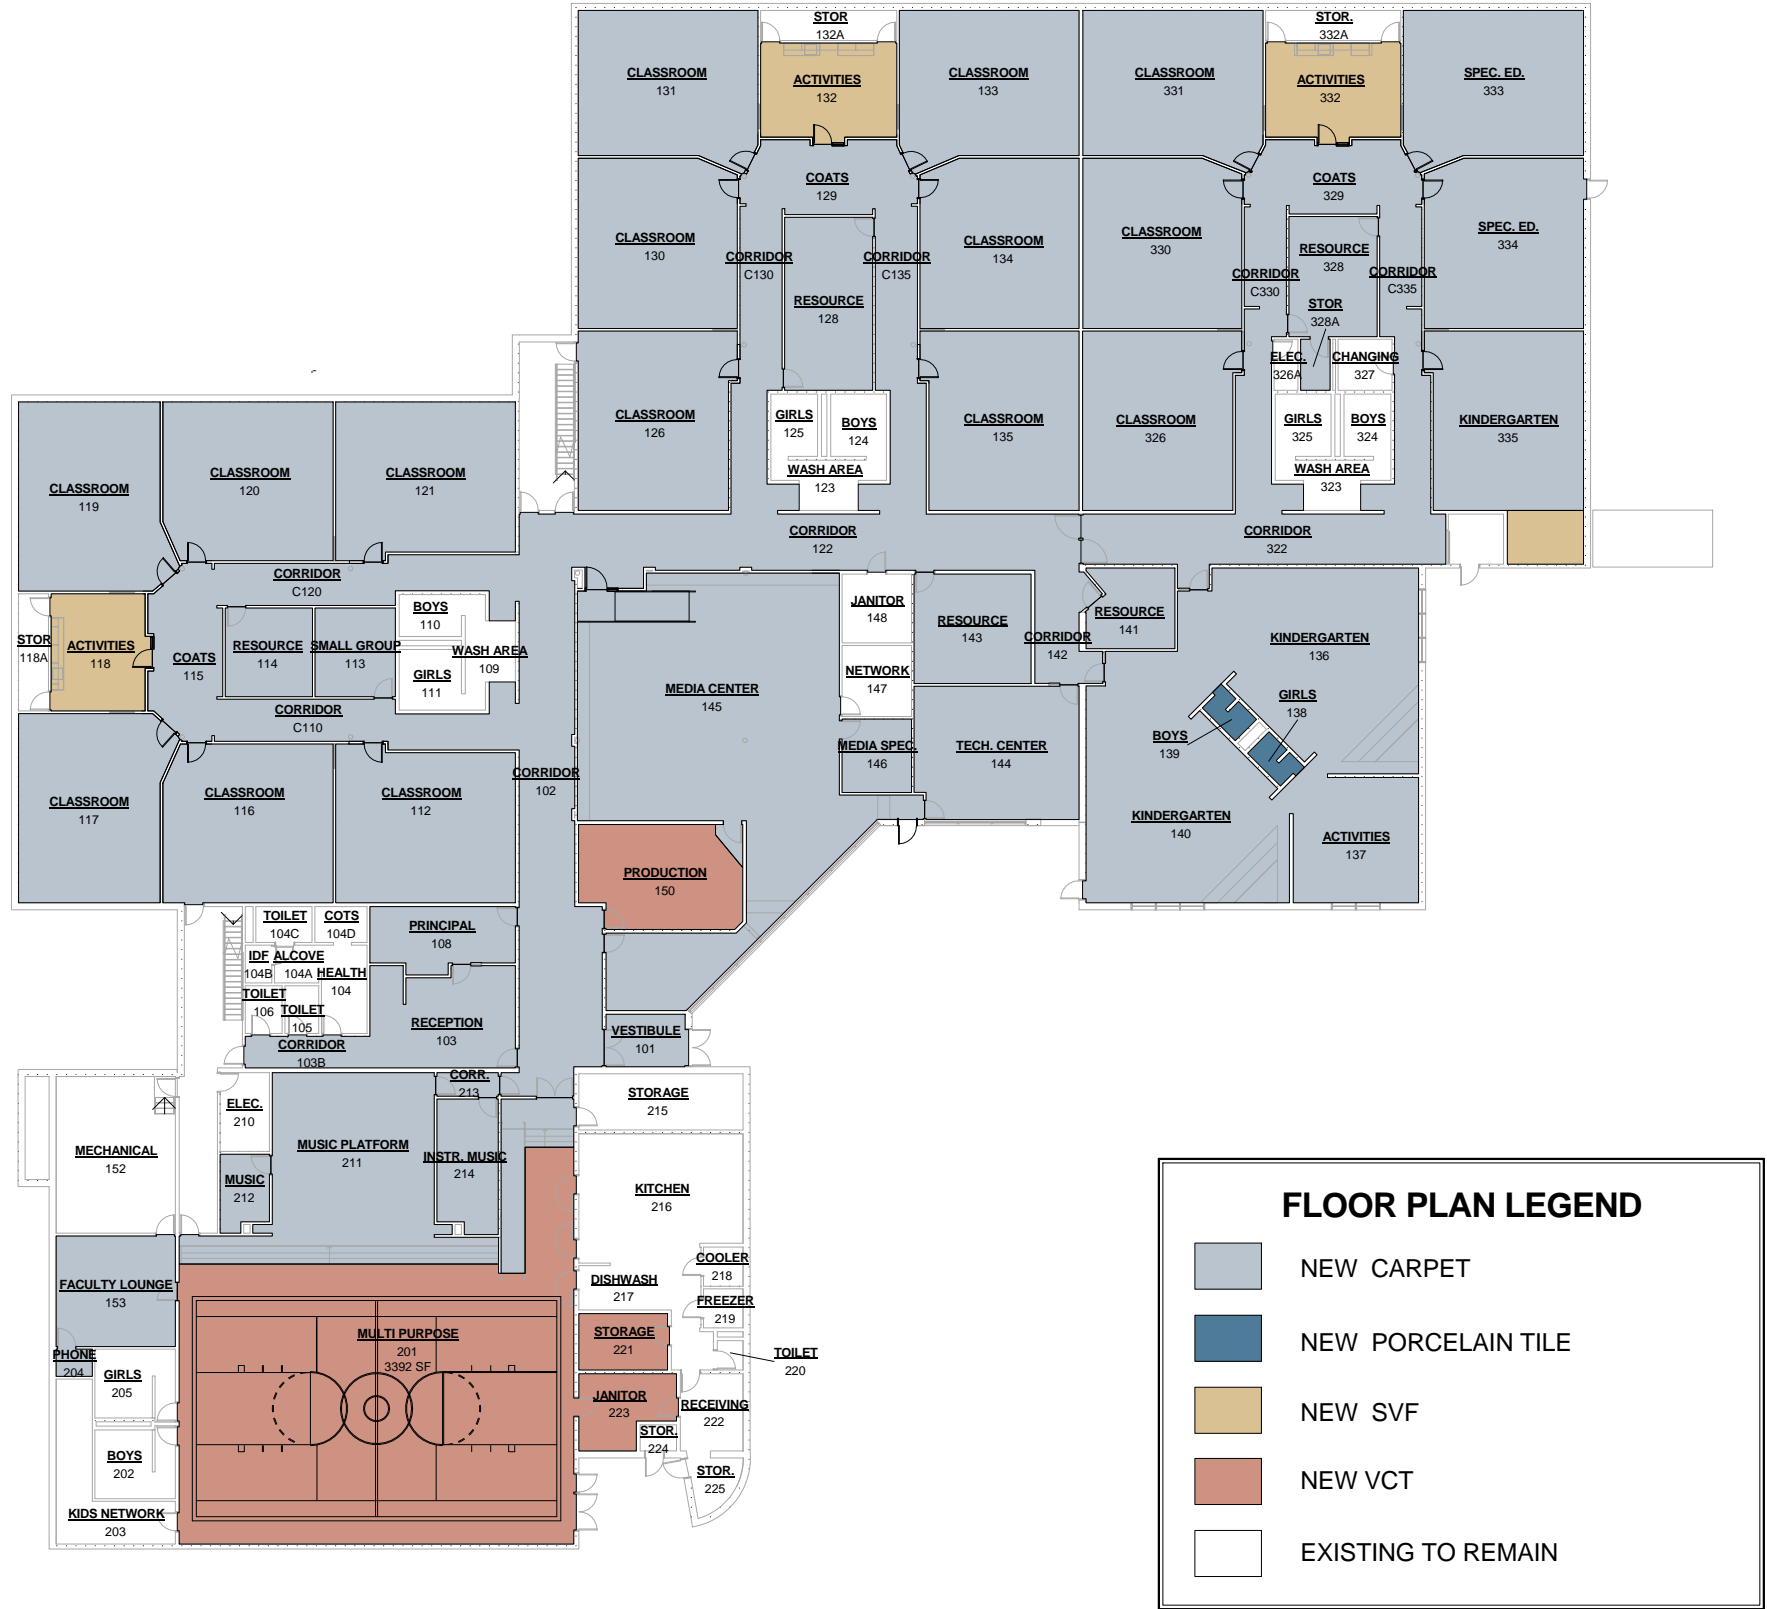 STOR
132A
STOR.
332A
CLASSROOM
131
ACTIVITIES
132
CLASSROOM
133
CLASSROOM
331
ACTIVITIES
332
SPEC. ED.
333
COATS
129
COATS
329
CLASSROOM
130
CORRIDOR
C130
CORRIDOR
C135
CLASSROOM
134
CLASSROOM
330
RESOURCE
328
SPEC. ED.
334
CORRIDOR
C330
CORRIDOR
C335
RESOURCE
128
STOR
328A
ELEC.
326A
CHANGING
327
CLASSROOM
126
GIRLS
125
BOYS
124
CLASSROOM
135
CLASSROOM
326
GIRLS
325
BOYS
324
KINDERGARTEN
335
WASH AREA
123
WASH AREA
323
CLASSROOM
119
CLASSROOM
120
CLASSROOM
121
CORRIDOR
122
CORRIDOR
322
CORRIDOR
C120
STOR
118A
ACTIVITIES
118
COATS
115
RESOURCE
114
SMALL GROUP
113
BOYS
110
GIRLS
111
WASH AREA
109
CORRIDOR
C110
JANITOR
148
RESOURCE
143
CORRIDOR
142
RESOURCE
141
KINDERGARTEN
136
NETWORK
147
MEDIA CENTER
145
GIRLS
138
BOYS
139
MEDIA SPEC.
146
TECH. CENTER
144
CORRIDOR
102
CLASSROOM
117
CLASSROOM
116
CLASSROOM
112
KINDERGARTEN
140
ACTIVITIES
137
PRODUCTION
150
TOILET
104C
COTS
104D
PRINCIPAL
108
IDF
104B
ALCOVE
104A
HEALTH
104
TOILET
106
TOILET
105
RECEPTION
103
CORRIDOR
103B
VESTIBULE
101
CORR.
213
STORAGE
215
ELEC.
210
MECHANICAL
152
MUSIC PLATFORM
211
INSTR. MUSIC
214
MUSIC
212
KITCHEN
216
COOLER
218
DISHWASH
217
FREEZER
219
FACULTY LOUNGE
153
MULTI PURPOSE
201
3392 SF
STORAGE
221
TOILET
220
PHONE
204
GIRLS
205
JANITOR
223
RECEIVING
222
STOR.
224
BOYS
202
STOR.
225
KIDS NETWORK
203
FLOOR PLAN LEGEND
NEW CARPET
NEW PORCELAIN TILE
NEW SVF
NEW VCT
EXISTING TO REMAIN